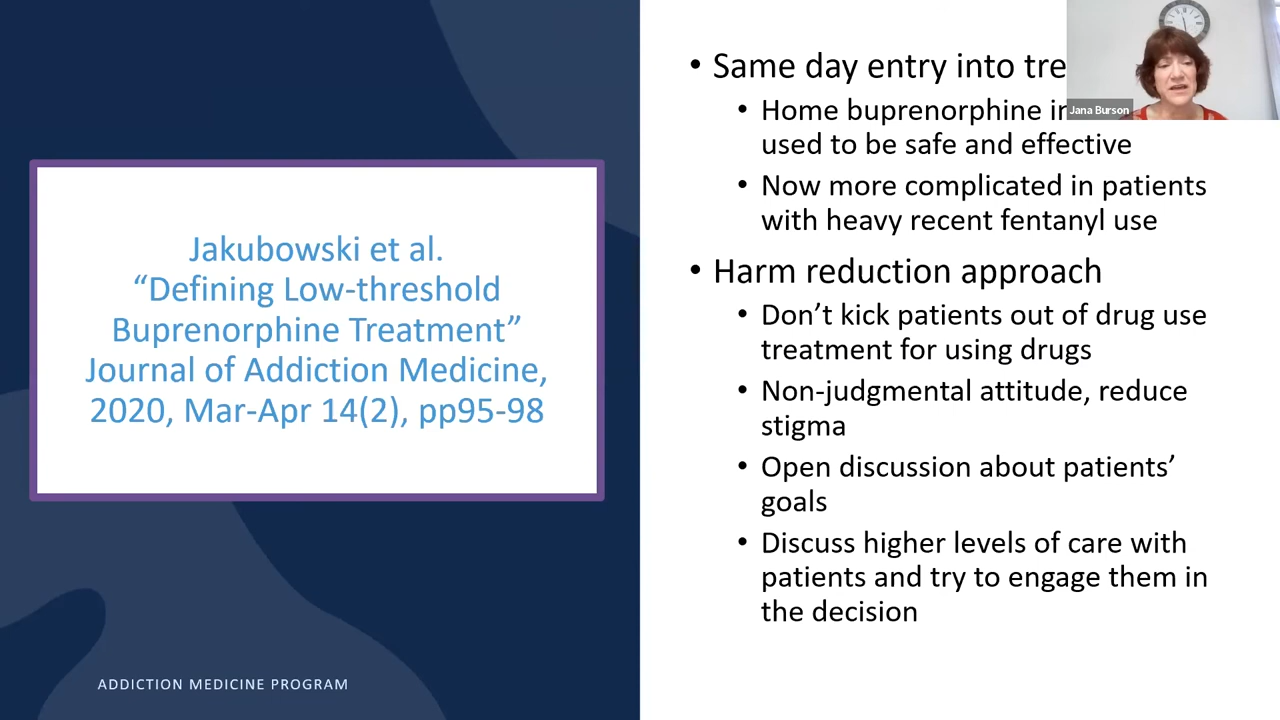 Jakubowski et al.
“Defining Low-threshold
Buprenorphine Treatment”
Journal of Addiction Medicine,
2020, Mar-Apr 14(2), pp95-98
ADDICTION MEDICINE PROGRAM
• Same day entry into
• Home buprenorphine
used to be safe and effective
• Now more complicated in patients
with heavy recent fentanyl use
• Harm reduction approach
• Don’t kick patients out of drug use
treatment for using drugs
• Non-judgmental attitude, reduce
stigma
• Open discussion about patients’
goals
• Discuss higher levels of care with
patients and try to engage them in
the decision
Jana Burson